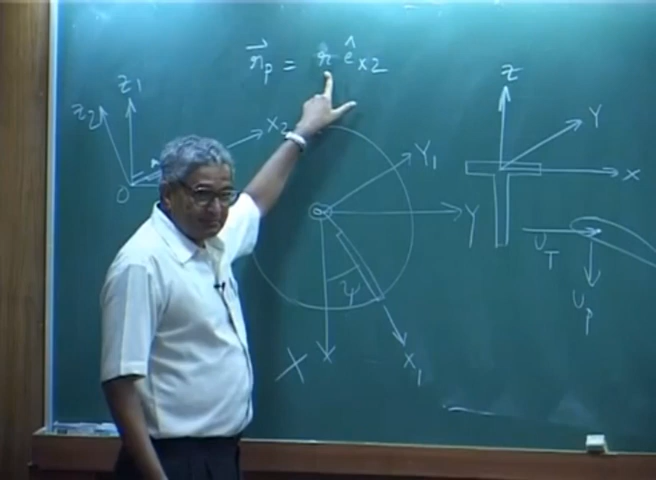 r⃗p = r ê x2
Z1
Z2
X2
O
Y1
Y
X
X1
ψ
Z
Y
X
UT
Up